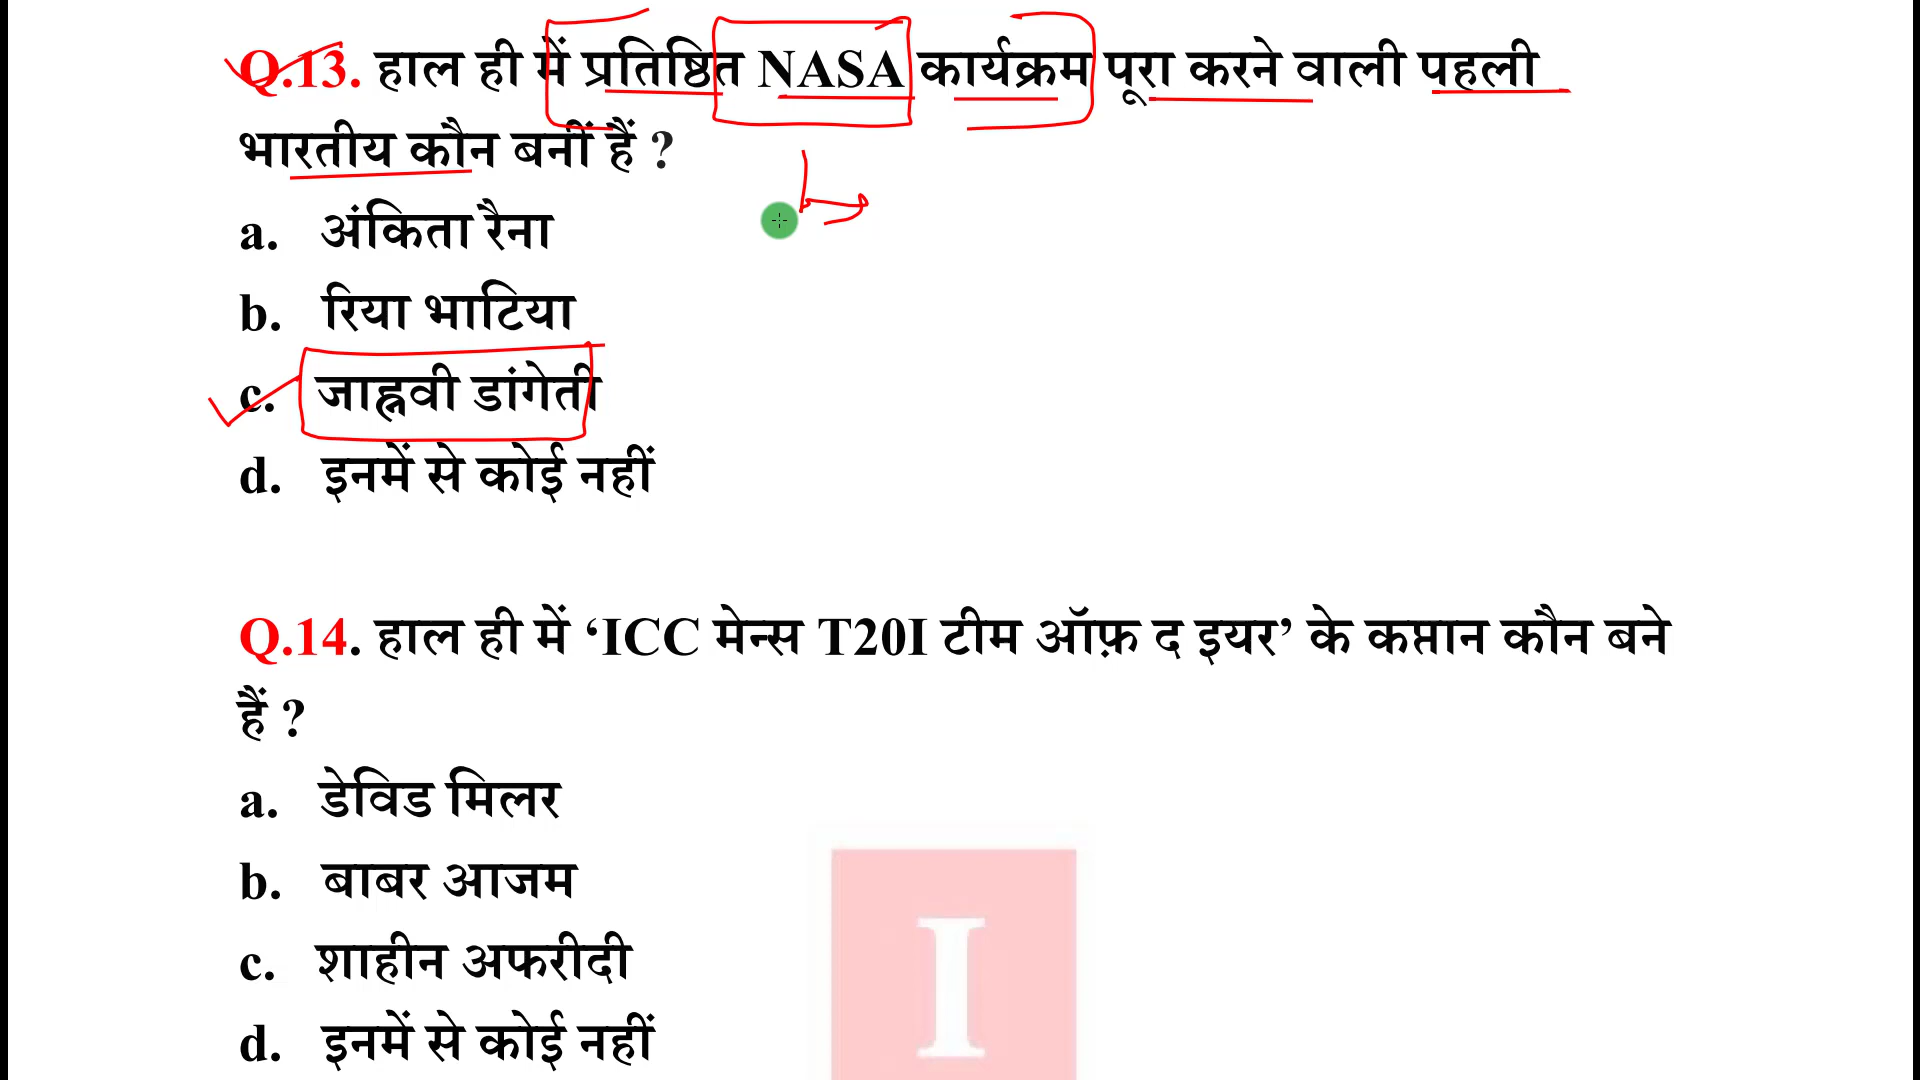 Q.13. हाल ही में प्रतिष्ठित NASA कार्यक्रम पूरा करने वाली पहली
भारतीय कौन बनीं हैं ?
a. अंकिता रैना
b. रिया भाटिया
c. जाह्नवी डांगेती
d. इनमें से कोई नहीं
Q.14. हाल ही में ‘ICC मेन्स T20I टीम ऑफ़ द इयर’ के कप्तान कौन बने
हैं ?
a. डेविड मिलर
b. बाबर आजम
c. शाहीन अफरीदी
d. इनमें से कोई नहीं
I